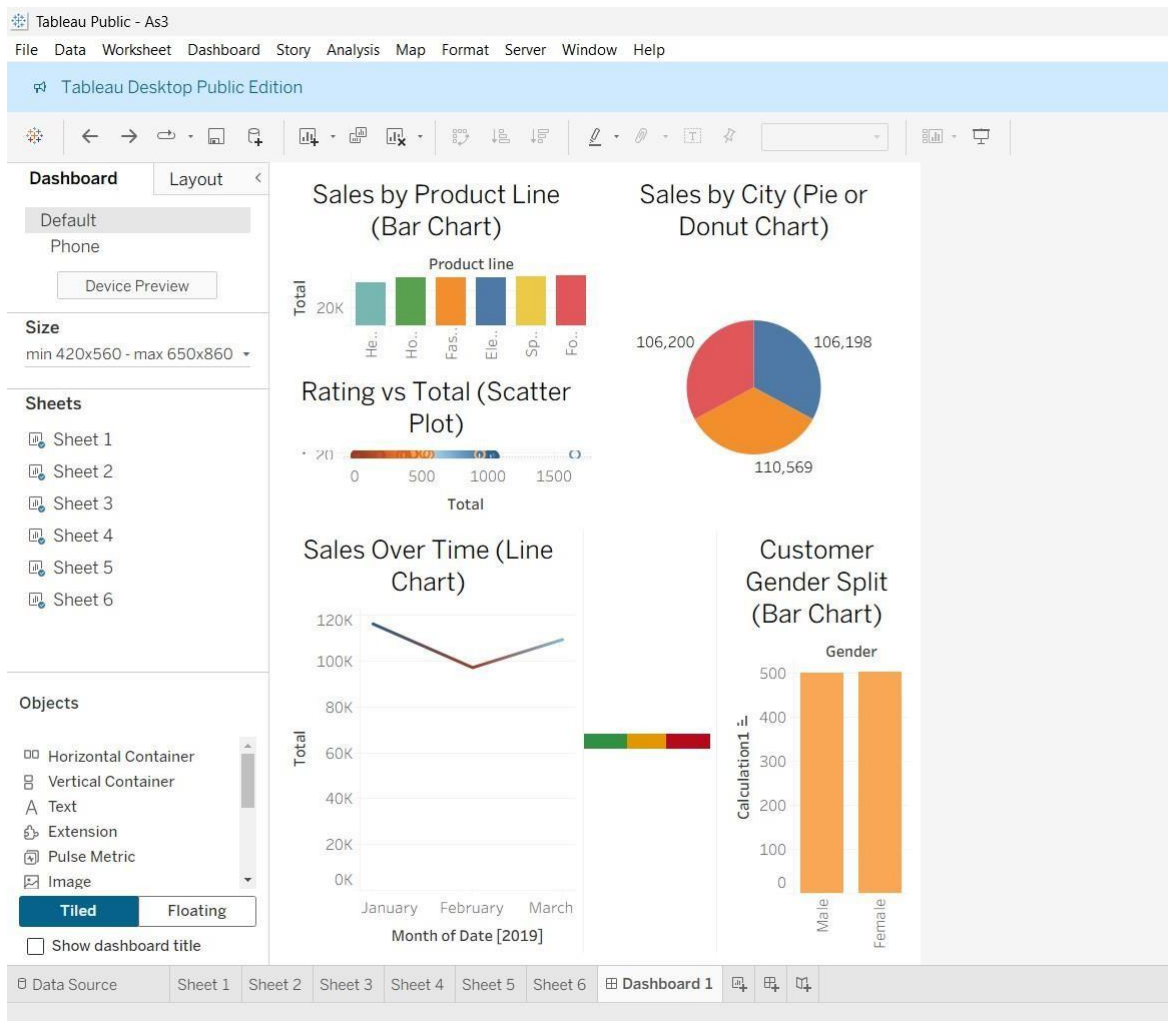 Tableau Public - As3
File Data Worksheet Dashboard Story Analysis Map Format Server Window Help
Tableau Desktop Public Edition
Dashboard Layout
Default
Phone
Device Preview
Size
min 420x560 - max 650x860
Sheets
Sheet 1
Sheet 2
Sheet 3
Sheet 4
Sheet 5
Sheet 6
Objects
Horizontal Container
Vertical Container
Text
Extension
Pulse Metric
Image
Tiled Floating
Show dashboard title
Sales by Product Line
(Bar Chart)
Product line
Total
20K
He..
Ho..
Fas..
Ele..
Sp..
Fo..
Sales by City (Pie or
Donut Chart)
106,200
106,198
110,569
Rating vs Total (Scatter
Plot)
20
0 500 1000 1500
Total
Sales Over Time (Line
Chart)
120K
100K
80K
60K
40K
20K
0K
Total
January February March
Month of Date [2019]
Customer
Gender Split
(Bar Chart)
Gender
500
400
300
200
100
0
Calculation1
Male
Female
Data Source Sheet 1 Sheet 2 Sheet 3 Sheet 4 Sheet 5 Sheet 6 Dashboard 1